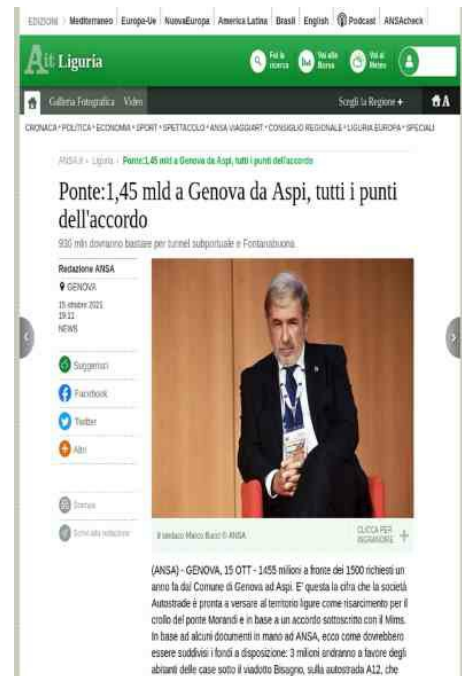 EDIZIONI > Mediterraneo Europa-Ue NuovaEuropa America Latina Brasil English Podcast ANSAcheck
Ait Liguria
Fai la ricerca
Vai alle Borsa
Vai al Meteo
Galleria Fotografica Video
Scegli la Regione +
CRONACA • POLITICA • ECONOMIA • SPORT • SPETTACOLO • ANSA VIAGGIART • CONSIGLIO REGIONALE • LIGURIA EUROPA • SPECIALI
ANSA.it > Liguria > Ponte:1,45 mld a Genova da Aspi, tutti i punti dell'accordo
Ponte:1,45 mld a Genova da Aspi, tutti i punti
dell'accordo
930 mln dovranno bastare per tunnel subportuale e Fontanabuona.
Redazione ANSA
GENOVA
15 ottobre 2021
19:11
NEWS
Suggerisci
Facebook
Twitter
Altri
Stampa
Scrivi alla redazione
Il sindaco Marco Bucci © ANSA
CLICCA PER
INGRANDIRE +
(ANSA) - GENOVA, 15 OTT - 1455 milioni a fronte dei 1500 richiesti un
anno fa dal Comune di Genova ad Aspi. E' questa la cifra che la società
Autostrade è pronta a versare al territorio ligure come risarcimento per il
crollo del ponte Morandi e in base a un accordo sottoscritto con il Mims.
In base ad alcuni documenti in mano ad ANSA, ecco come dovrebbero
essere suddivisi i fondi a disposizione: 3 milioni andranno a favore degli
abitanti delle case sotto il viadotto Bisagno, sulla autostrada A12, che